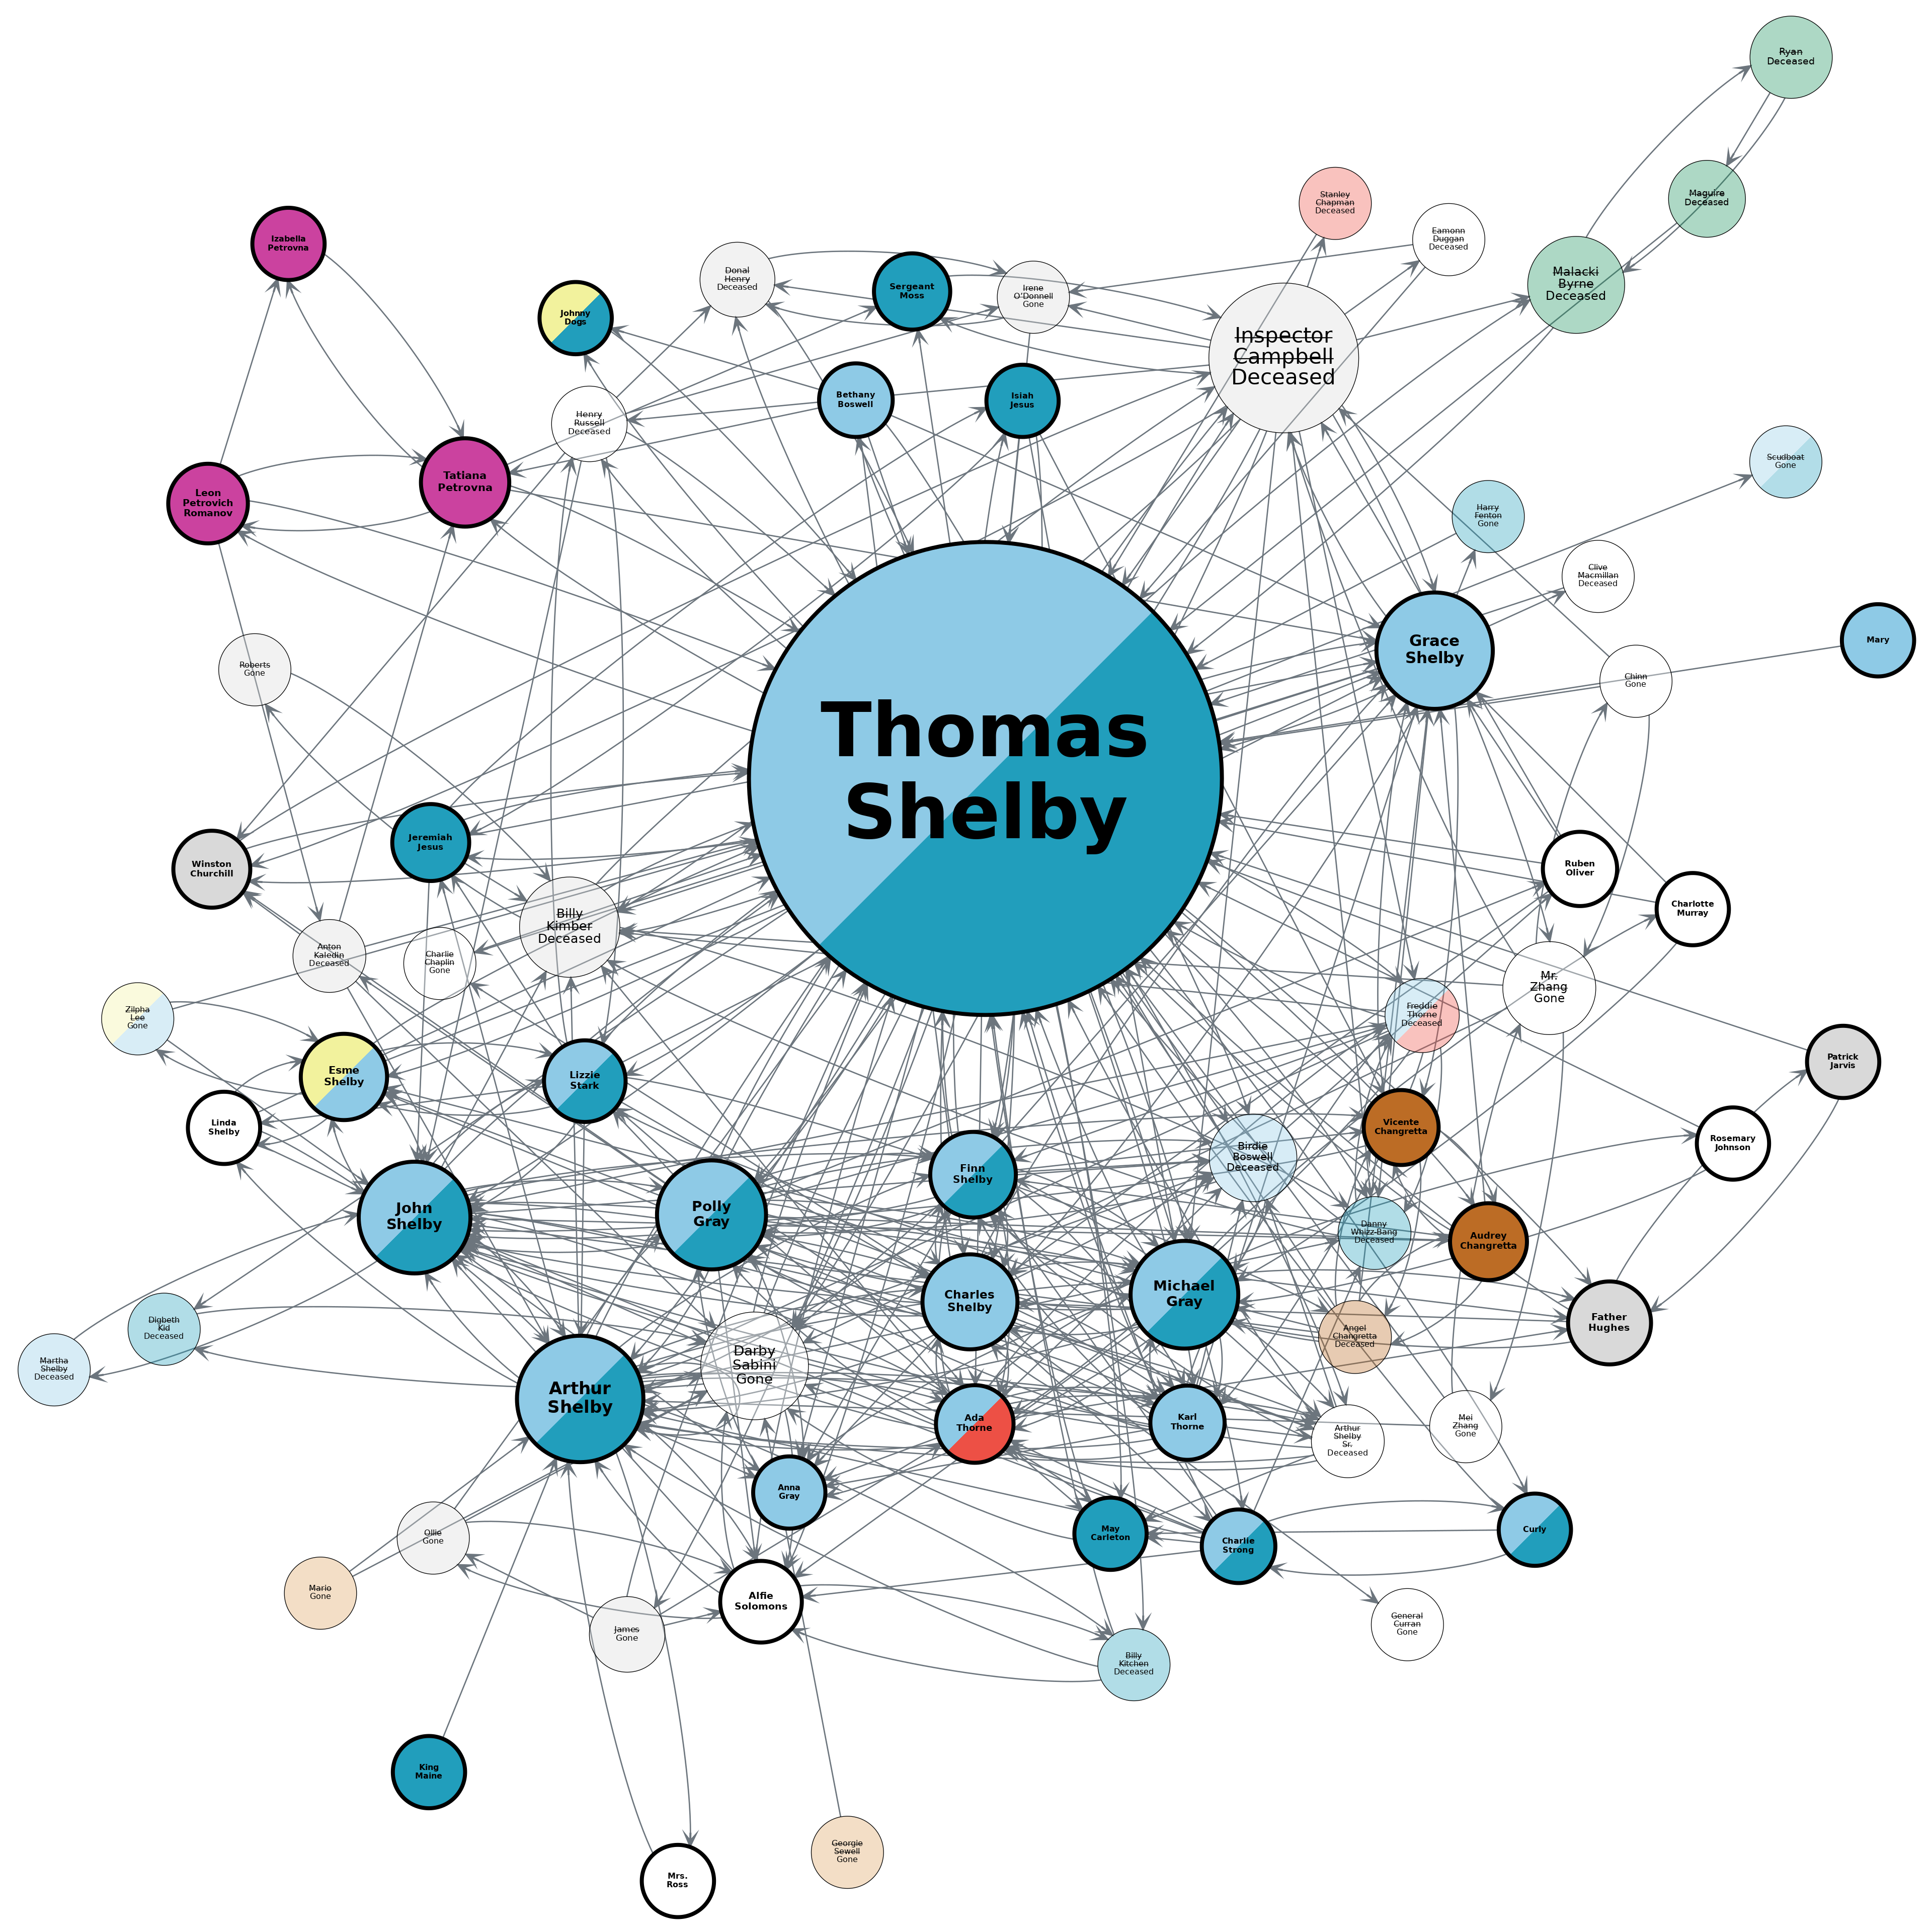 Ryan
Deceased
Maguire
Deceased
Stanley
Chapman
Deceased
Eamonn
Duggan
Deceased
Izabella
Petrovna
Donal
Henry
Deceased
Sergeant
Moss
Irene
O'Donnell
Gone
Malacki
Byrne
Deceased
Johnny
Dogs
Inspector
Campbell
Deceased
Bethany
Boswell
Isiah
Jesus
Henry
Russell
Deceased
Scudboat
Gone
Tatiana
Petrovna
Leon
Petrovich
Romanov
Harry
Fenton
Gone
Clive
Macmillan
Deceased
Mary
Grace
Shelby
Roberts
Gone
Chinn
Gone
Thomas
Shelby
Jeremiah
Jesus
Winston
Churchill
Ruben
Oliver
Charlotte
Murray
Billy
Kimber
Deceased
Anton
Kaledin
Deceased
Charlie
Chaplin
Gone
Mr.
Zhang
Gone
Zilpha
Lee
Gone
Freddie
Thorne
Deceased
Patrick
Jarvis
Esme
Shelby
Lizzie
Stark
Linda
Shelby
Vicente
Changretta
Rosemary
Johnson
Birdie
Boswell
Deceased
Finn
Shelby
John
Shelby
Polly
Gray
Danny
Whizz-Bang
Deceased
Audrey
Changretta
Charles
Shelby
Michael
Gray
Father
Hughes
Digbeth
Kid
Deceased
Angel
Changretta
Deceased
Martha
Shelby
Deceased
Darby
Sabini
Gone
Arthur
Shelby
Ada
Thorne
Karl
Thorne
Arthur
Shelby
Sr.
Deceased
Mei
Zhang
Gone
Anna
Gray
May
Carleton
Charlie
Strong
Curly
Ollie
Gone
Mario
Gone
Alfie
Solomons
James
Gone
General
Curran
Gone
Billy
Kitchen
Deceased
King
Maine
Georgie
Sewell
Gone
Mrs.
Ross